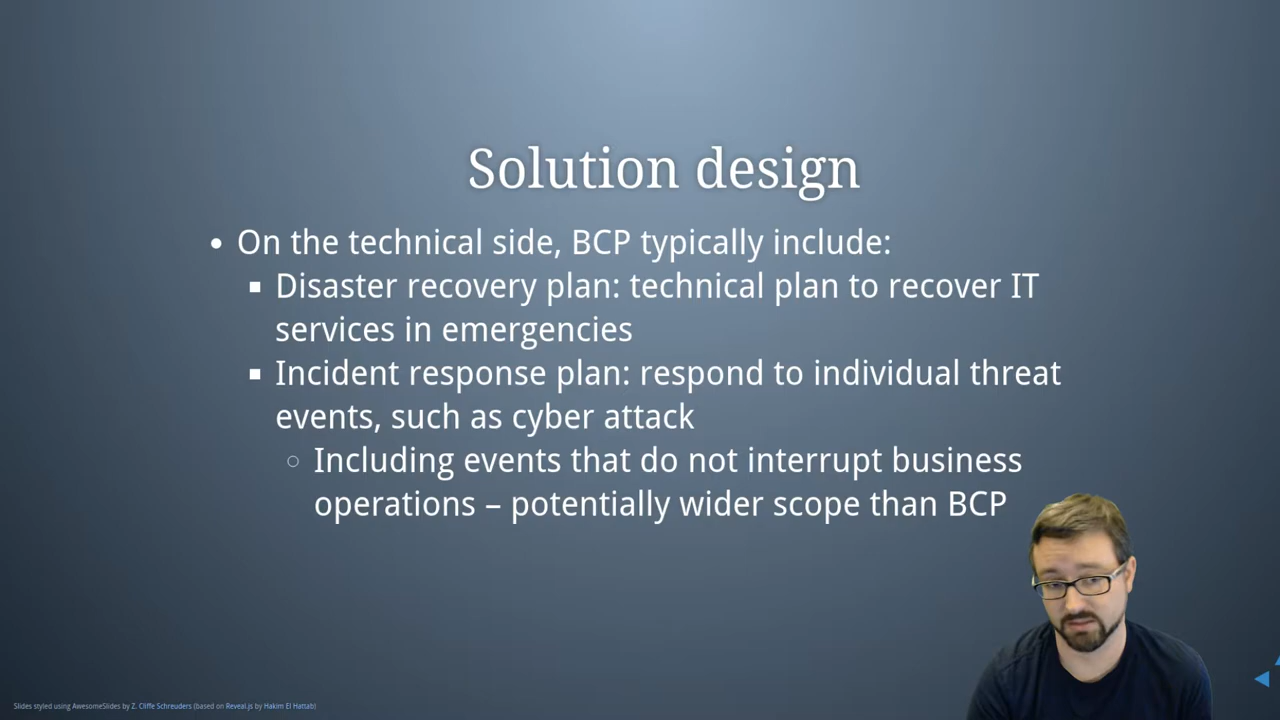 Solution design
• On the technical side, BCP typically include:
▪ Disaster recovery plan: technical plan to recover IT
services in emergencies
▪ Incident response plan: respond to individual threat
events, such as cyber attack
○ Including events that do not interrupt business
operations – potentially wider scope than BCP
Slides styled using AwesomeSlides by Z. Cliffe Schreuders (based on Reveal.js by Hakim El Hattab)